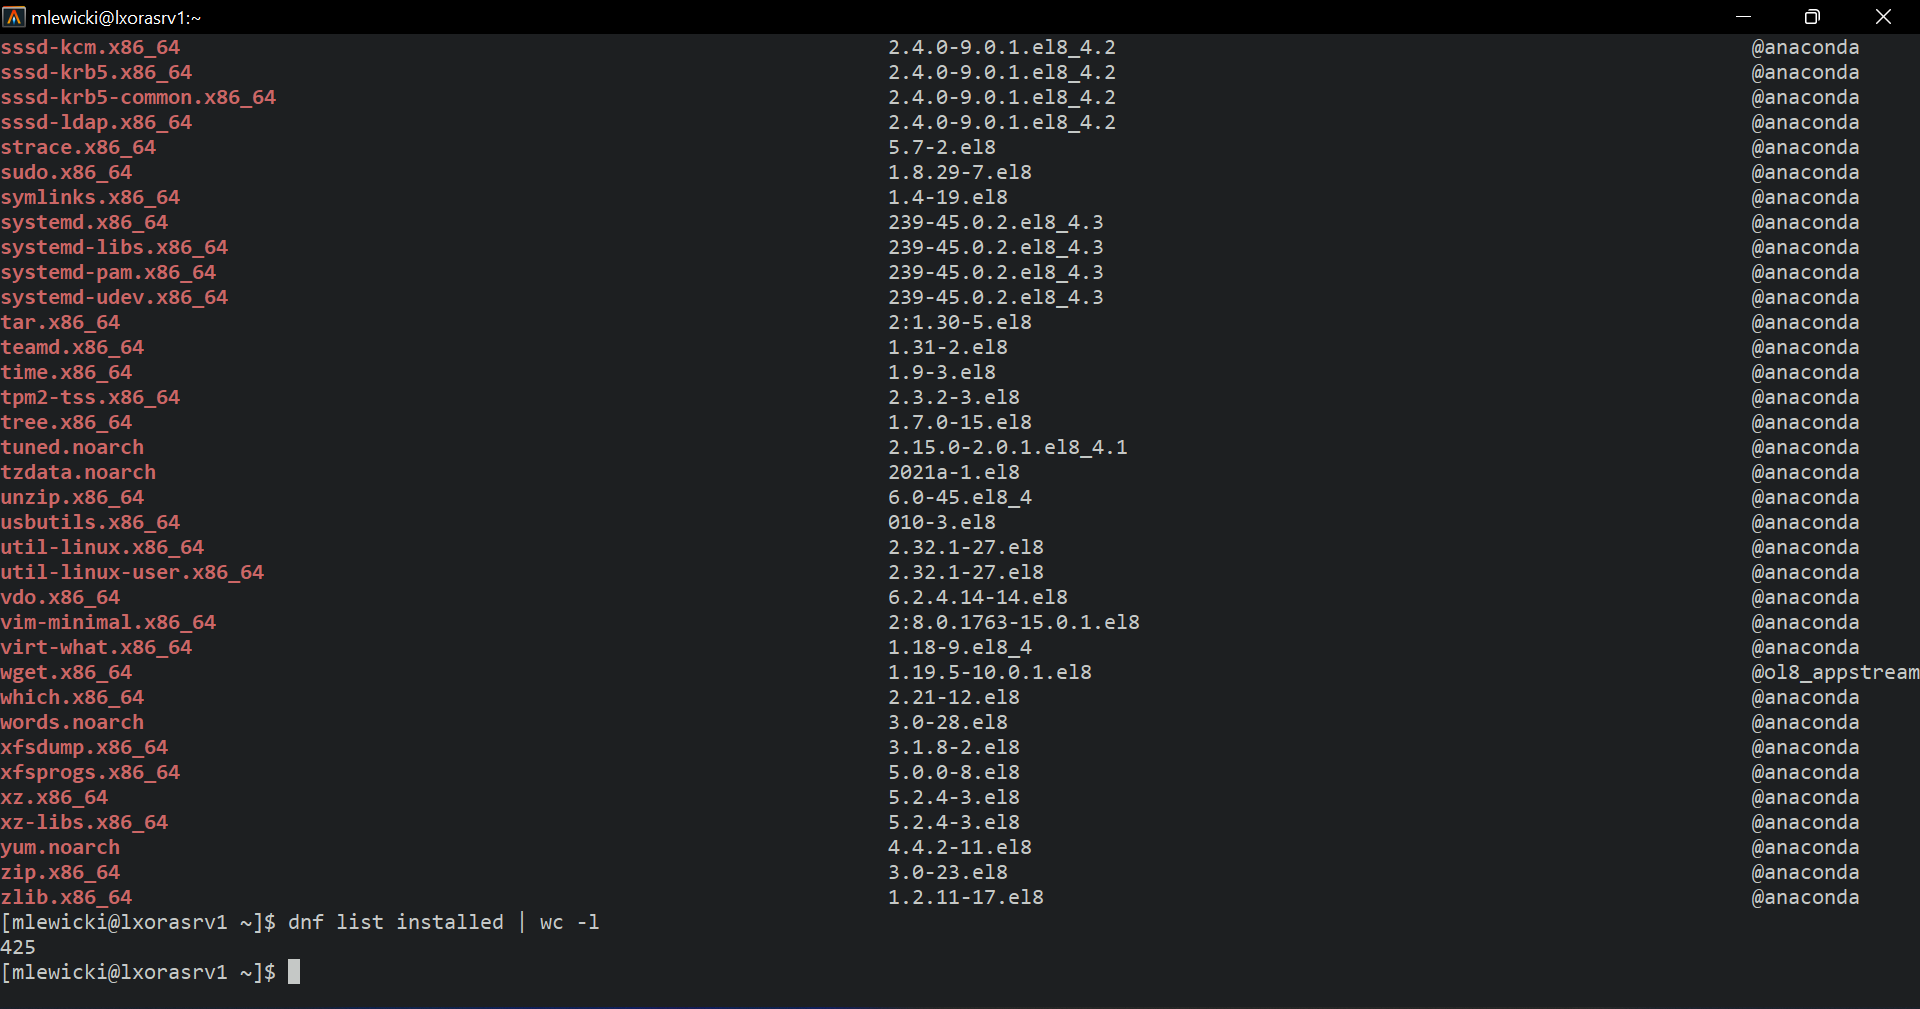 mlewicki@lxorasrv1:~
sssd-kcm.x86_64 2.4.0-9.0.1.el8_4.2 @anaconda
sssd-krb5.x86_64 2.4.0-9.0.1.el8_4.2 @anaconda
sssd-krb5-common.x86_64 2.4.0-9.0.1.el8_4.2 @anaconda
sssd-ldap.x86_64 2.4.0-9.0.1.el8_4.2 @anaconda
strace.x86_64 5.7-2.el8 @anaconda
sudo.x86_64 1.8.29-7.el8 @anaconda
symlinks.x86_64 1.4-19.el8 @anaconda
systemd.x86_64 239-45.0.2.el8_4.3 @anaconda
systemd-libs.x86_64 239-45.0.2.el8_4.3 @anaconda
systemd-pam.x86_64 239-45.0.2.el8_4.3 @anaconda
systemd-udev.x86_64 239-45.0.2.el8_4.3 @anaconda
tar.x86_64 2:1.30-5.el8 @anaconda
teamd.x86_64 1.31-2.el8 @anaconda
time.x86_64 1.9-3.el8 @anaconda
tpm2-tss.x86_64 2.3.2-3.el8 @anaconda
tree.x86_64 1.7.0-15.el8 @anaconda
tuned.noarch 2.15.0-2.0.1.el8_4.1 @anaconda
tzdata.noarch 2021a-1.el8 @anaconda
unzip.x86_64 6.0-45.el8_4 @anaconda
usbutils.x86_64 010-3.el8 @anaconda
util-linux.x86_64 2.32.1-27.el8 @anaconda
util-linux-user.x86_64 2.32.1-27.el8 @anaconda
vdo.x86_64 6.2.4.14-14.el8 @anaconda
vim-minimal.x86_64 2:8.0.1763-15.0.1.el8 @anaconda
virt-what.x86_64 1.18-9.el8_4 @anaconda
wget.x86_64 1.19.5-10.0.1.el8 @ol8_appstream
which.x86_64 2.21-12.el8 @anaconda
words.noarch 3.0-28.el8 @anaconda
xfsdump.x86_64 3.1.8-2.el8 @anaconda
xfsprogs.x86_64 5.0.0-8.el8 @anaconda
xz.x86_64 5.2.4-3.el8 @anaconda
xz-libs.x86_64 5.2.4-3.el8 @anaconda
yum.noarch 4.4.2-11.el8 @anaconda
zip.x86_64 3.0-23.el8 @anaconda
zlib.x86_64 1.2.11-17.el8 @anaconda
[mlewicki@lxorasrv1 ~]$ dnf list installed | wc -l
425
[mlewicki@lxorasrv1 ~]$